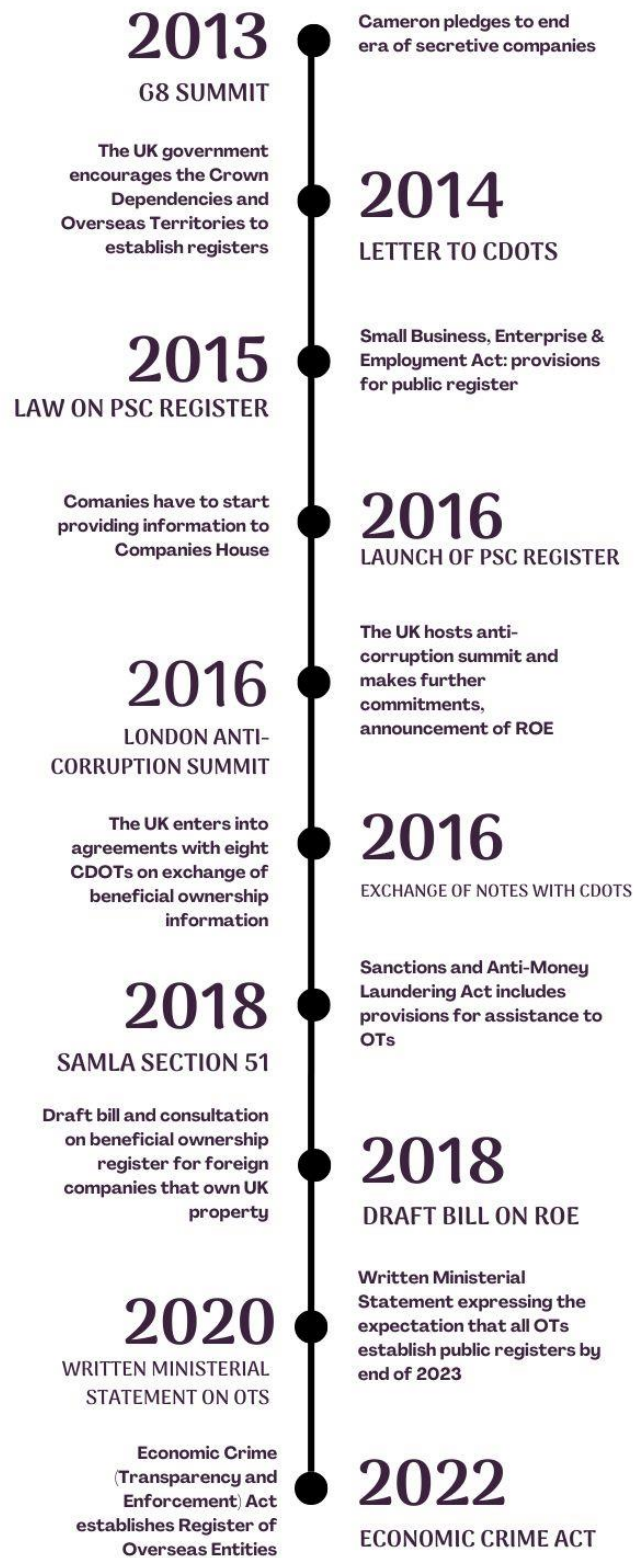 2013
G8 SUMMIT
Cameron pledges to end
era of secretive companies
The UK government
encourages the Crown
Dependencies and
Overseas Territories to
establish registers
2014
LETTER TO CDOTS
2015
LAW ON PSC REGISTER
Small Business, Enterprise &
Employment Act: provisions
for public register
Comanies have to start
providing information to
Companies House
2016
LAUNCH OF PSC REGISTER
2016
LONDON ANTI-
CORRUPTION SUMMIT
The UK hosts anti-
corruption summit and
makes further
commitments,
announcement of ROE
The UK enters into
agreements with eight
CDOTs on exchange of
beneficial ownership
information
2016
EXCHANGE OF NOTES WITH CDOTS
2018
SAMLA SECTION 51
Sanctions and Anti-Money
Laundering Act includes
provisions for assistance to
OTs
Draft bill and consultation
on beneficial ownership
register for foreign
companies that own UK
property
2018
DRAFT BILL ON ROE
2020
WRITTEN MINISTERIAL
STATEMENT ON OTS
Written Ministerial
Statement expressing the
expectation that all OTs
establish public registers by
end of 2023
Economic Crime
(Transparency and
Enforcement) Act
establishes Register of
Overseas Entities
2022
ECONOMIC CRIME ACT